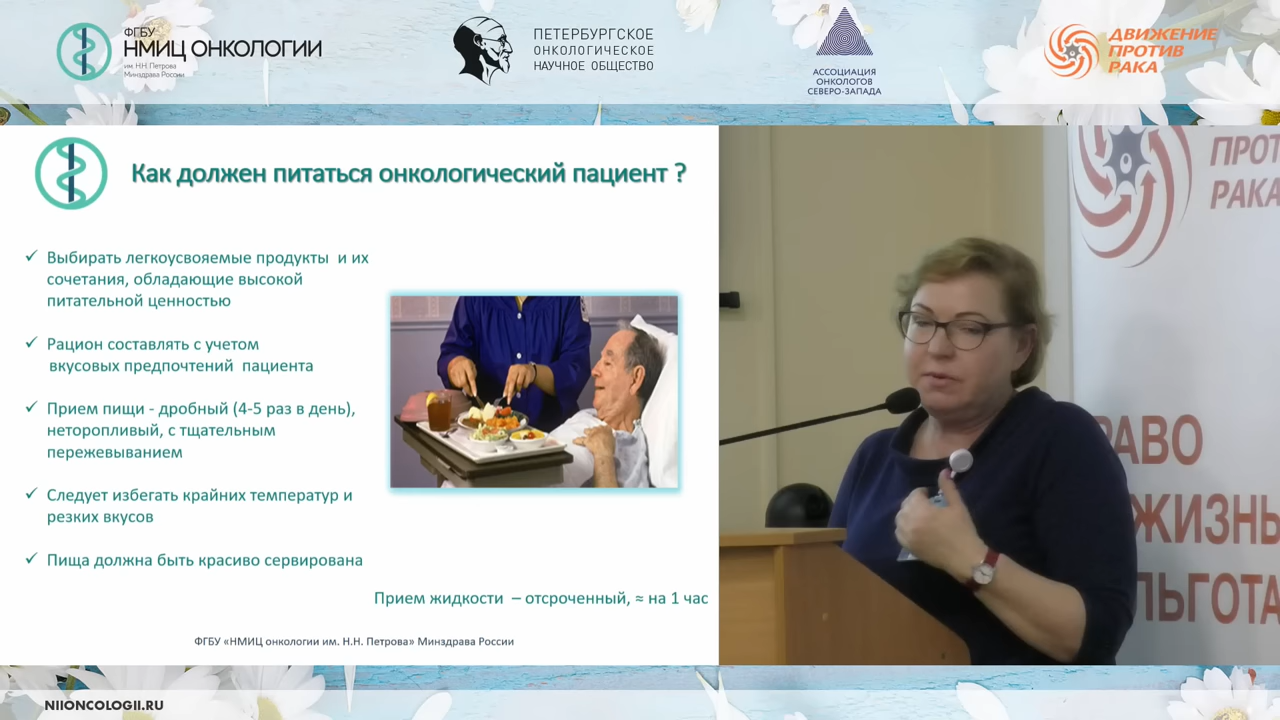 ФГБУ
НМИЦ ОНКОЛОГИИ
им. Н.Н. Петрова
Минздрава России
ПЕТЕРБУРГСКОЕ
ОНКОЛОГИЧЕСКОЕ
НАУЧНОЕ ОБЩЕСТВО
АССОЦИАЦИЯ
ОНКОЛОГОВ
СЕВЕРО-ЗАПАДА
ДВИЖЕНИЕ
ПРОТИВ
РАКА
Как должен питаться онкологический пациент ?
Выбирать легкоусвояемые продукты и их
сочетания, обладающие высокой
питательной ценностью
Рацион составлять с учетом
вкусовых предпочтений пациента
Прием пищи - дробный (4-5 раз в день),
неторопливый, с тщательным
пережевыванием
Следует избегать крайних температур и
резких вкусов
Пища должна быть красиво сервирована
Прием жидкости – отсроченный, ≈ на 1 час
ФГБУ «НМИЦ онкологии им. Н.Н. Петрова» Минздрава России
ПРОТ
РАКА
РАВО
ЖИЗНЬ
ЛЬГОТА
NIIONCOLOGII.RU